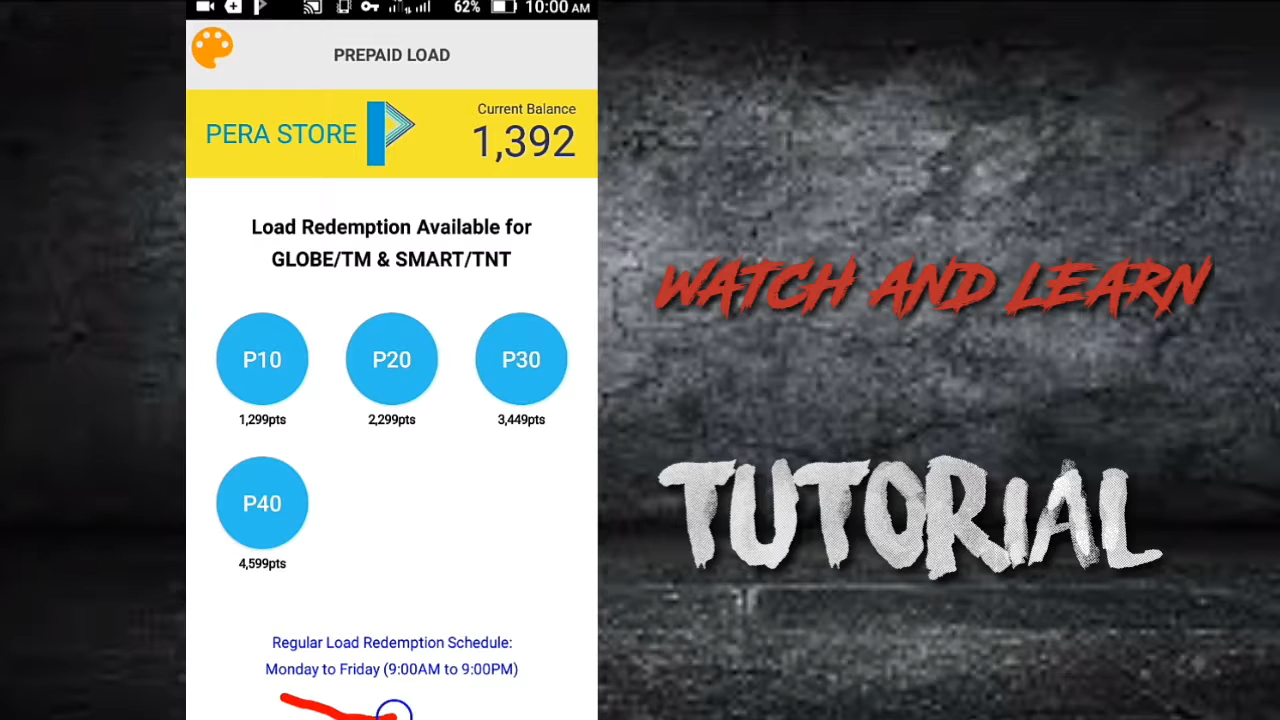 62% 10:00 AM
PREPAID LOAD
PERA STORE
Current Balance
1,392
Load Redemption Available for
GLOBE/TM & SMART/TNT
P10 P20 P30
1,299pts 2,299pts 3,449pts
P40
4,599pts
Regular Load Redemption Schedule:
Monday to Friday (9:00AM to 9:00PM)
WATCH AND LEARN
TUTORIAL